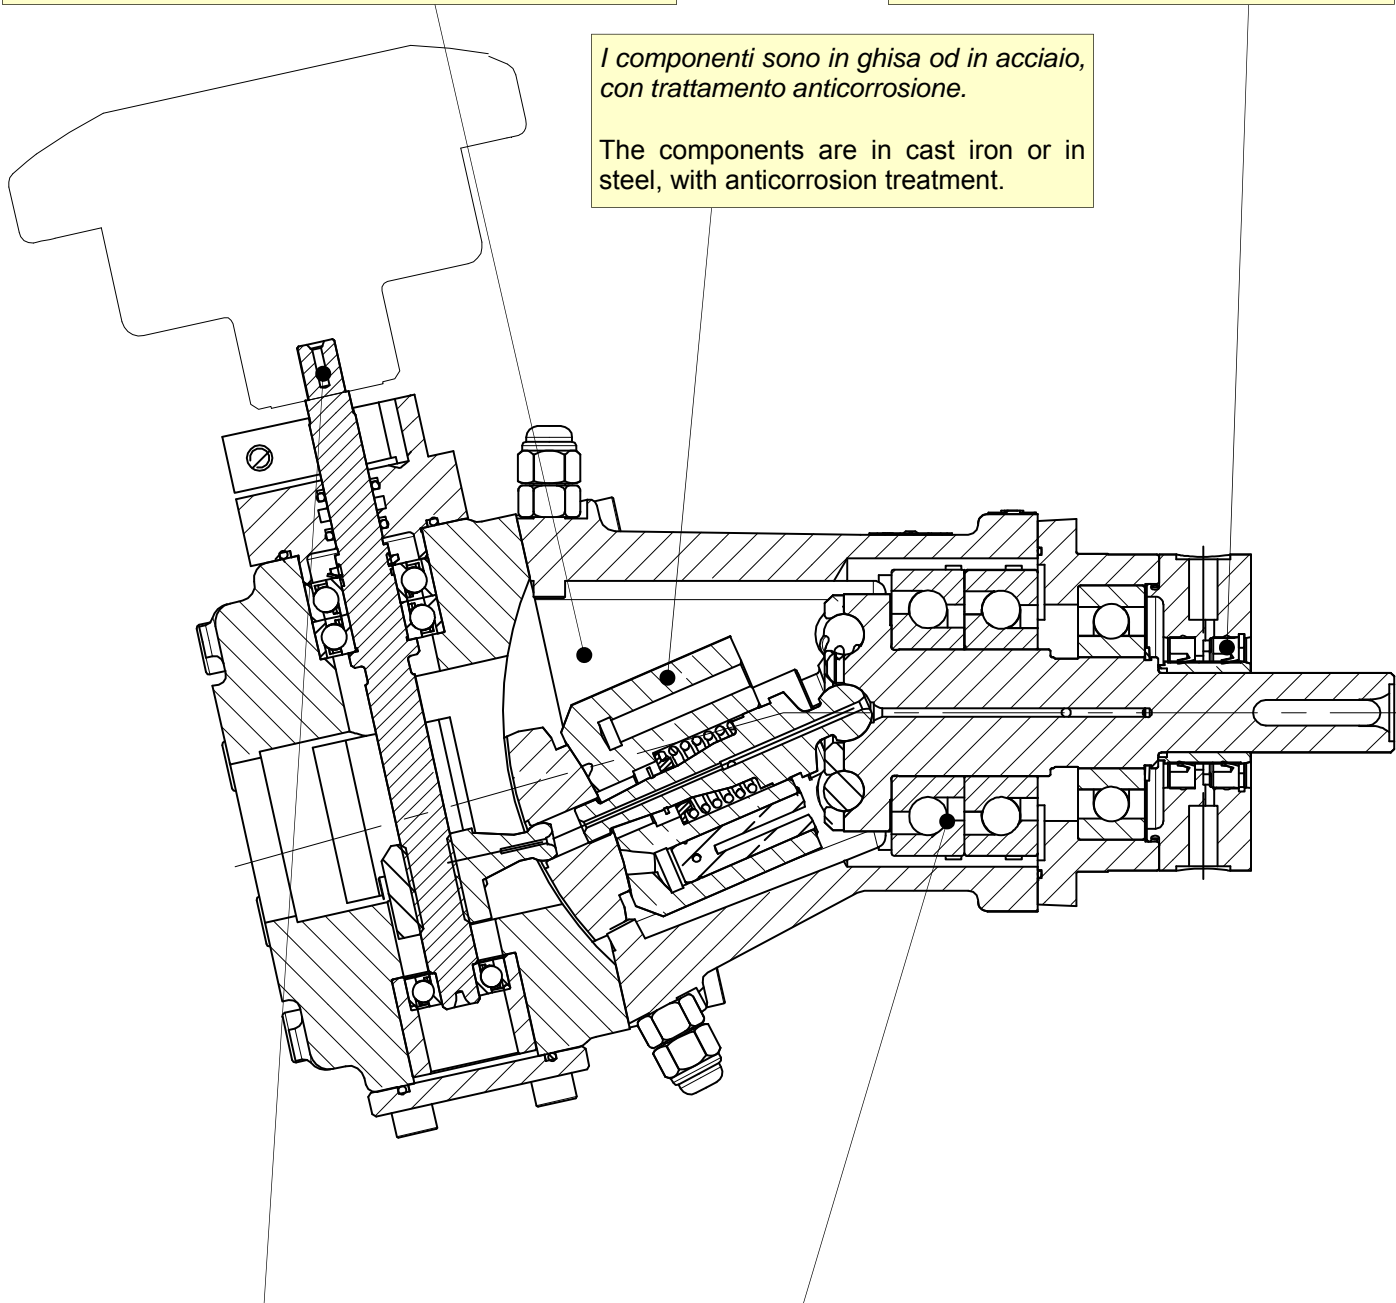 I componenti sono in ghisa od in acciaio,
con trattamento anticorrosione.
The components are in cast iron or in
steel, with anticorrosion treatment.